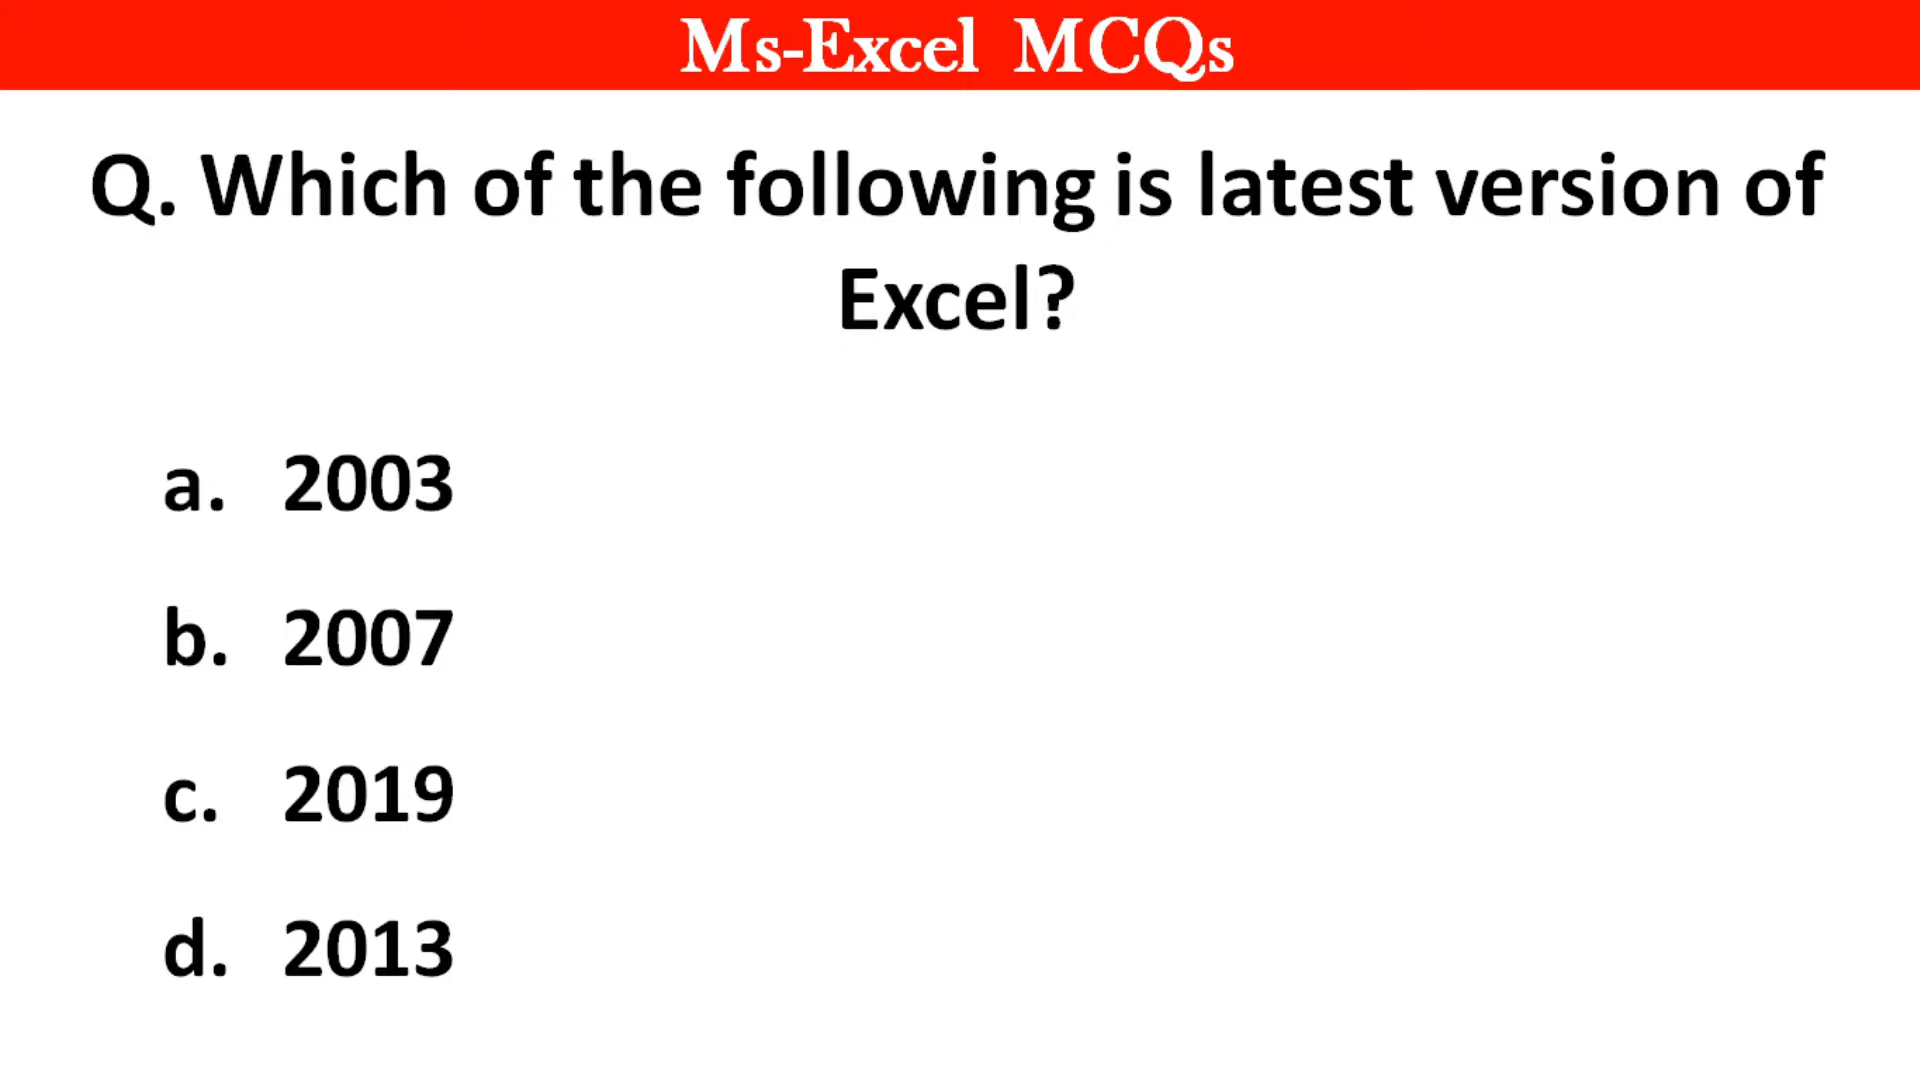 Ms-Excel MCQs
Q. Which of the following is latest version of
Excel?
a. 2003
b. 2007
c. 2019
d. 2013